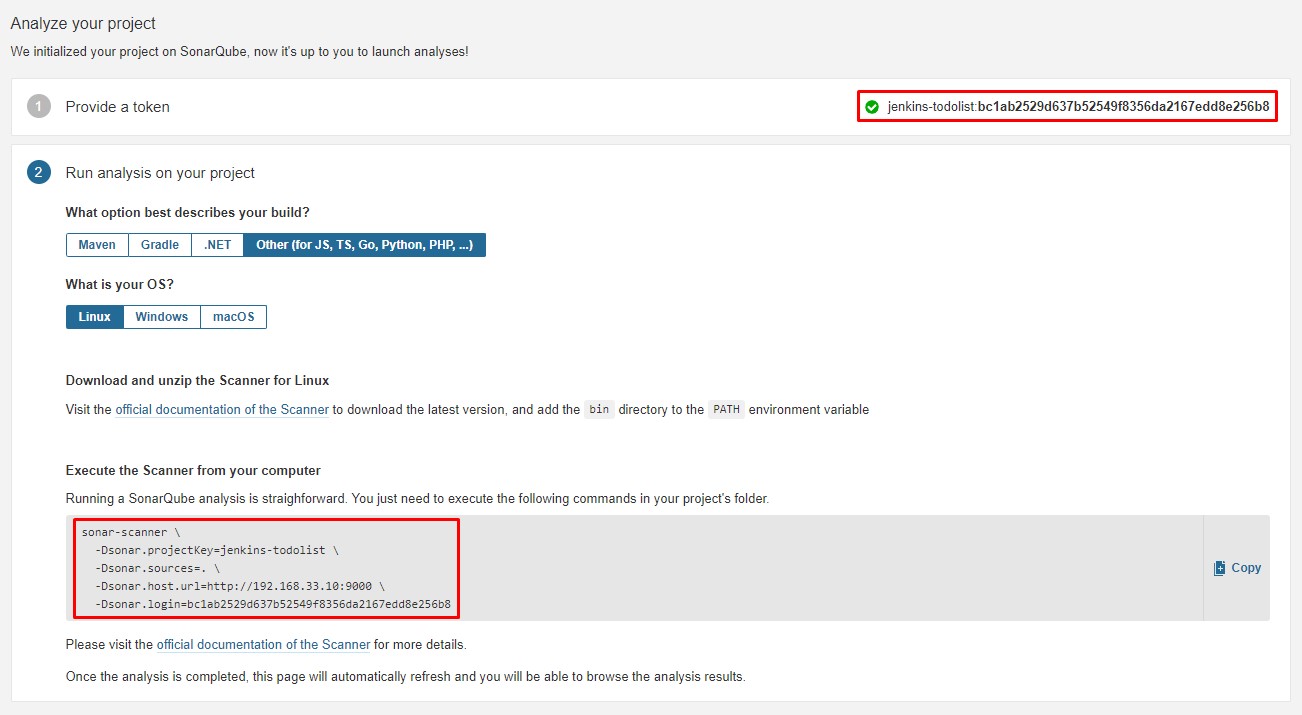 Analyze your project
We initialized your project on SonarQube, now it's up to you to launch analyses!
1 Provide a token jenkins-todolist:bc1ab2529d637b52549f8356da2167edd8e256b8
2 Run analysis on your project
What option best describes your build?
Maven Gradle .NET Other (for JS, TS, Go, Python, PHP, ...)
What is your OS?
Linux Windows macOS
Download and unzip the Scanner for Linux
Visit the official documentation of the Scanner to download the latest version, and add the bin directory to the PATH environment variable
Execute the Scanner from your computer
Running a SonarQube analysis is straighforward. You just need to execute the following commands in your project's folder.
sonar-scanner \
-Dsonar.projectKey=jenkins-todolist \
-Dsonar.sources=. \
-Dsonar.host.url=http://192.168.33.10:9000 \
-Dsonar.login=bc1ab2529d637b52549f8356da2167edd8e256b8
Copy
Please visit the official documentation of the Scanner for more details.
Once the analysis is completed, this page will automatically refresh and you will be able to browse the analysis results.